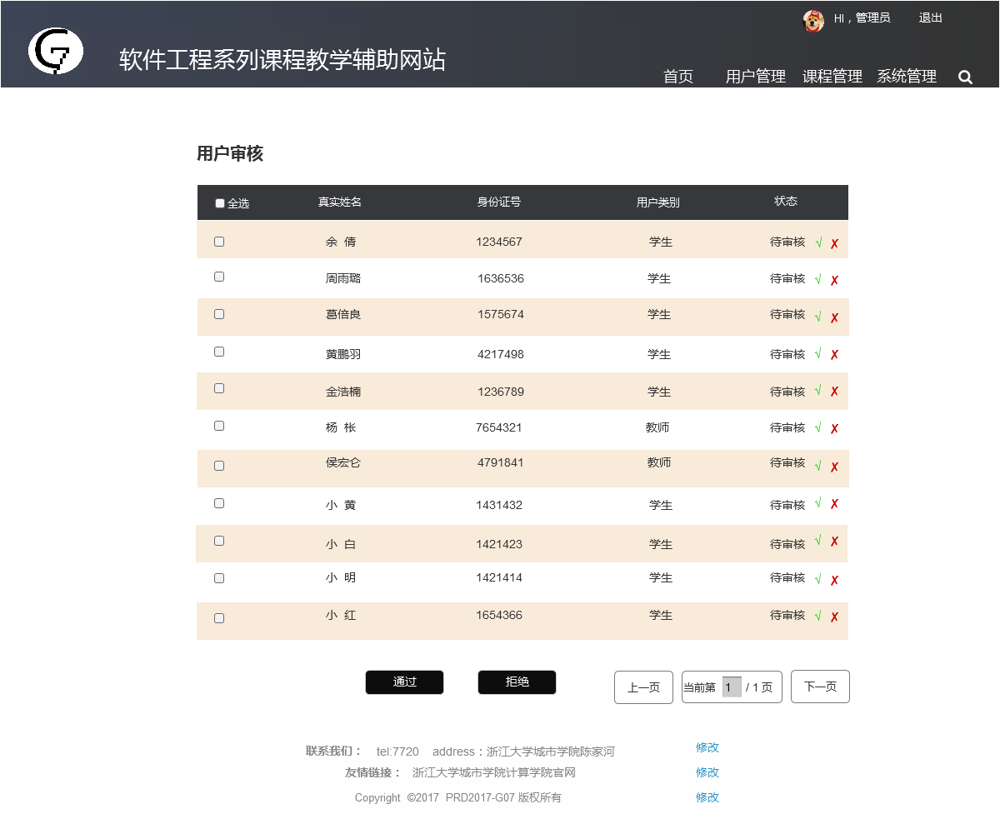 HI，管理员 退出
软件工程系列课程教学辅助网站
首页 用户管理 课程管理 系统管理
用户审核
全选 真实姓名 身份证号 用户类别 状态
余 倩 1234567 学生 待审核 √ ✗
周雨璐 1636536 学生 待审核 √ ✗
葛倍良 1575674 学生 待审核 √ ✗
黄鹏羽 4217498 学生 待审核 √ ✗
金浩楠 1236789 学生 待审核 √ ✗
杨 枨 7654321 教师 待审核 √ ✗
侯宏仑 4791841 教师 待审核 √ ✗
小 黄 1431432 学生 待审核 √ ✗
小 白 1421423 学生 待审核 √ ✗
小 明 1421414 学生 待审核 √ ✗
小 红 1654366 学生 待审核 √ ✗
通过 拒绝 上一页 当前第 1 / 1 页 下一页
联系我们： tel:7720 address：浙江大学城市学院陈家河 修改
友情链接： 浙江大学城市学院计算学院官网 修改
Copyright ©2017 PRD2017-G07 版权所有 修改